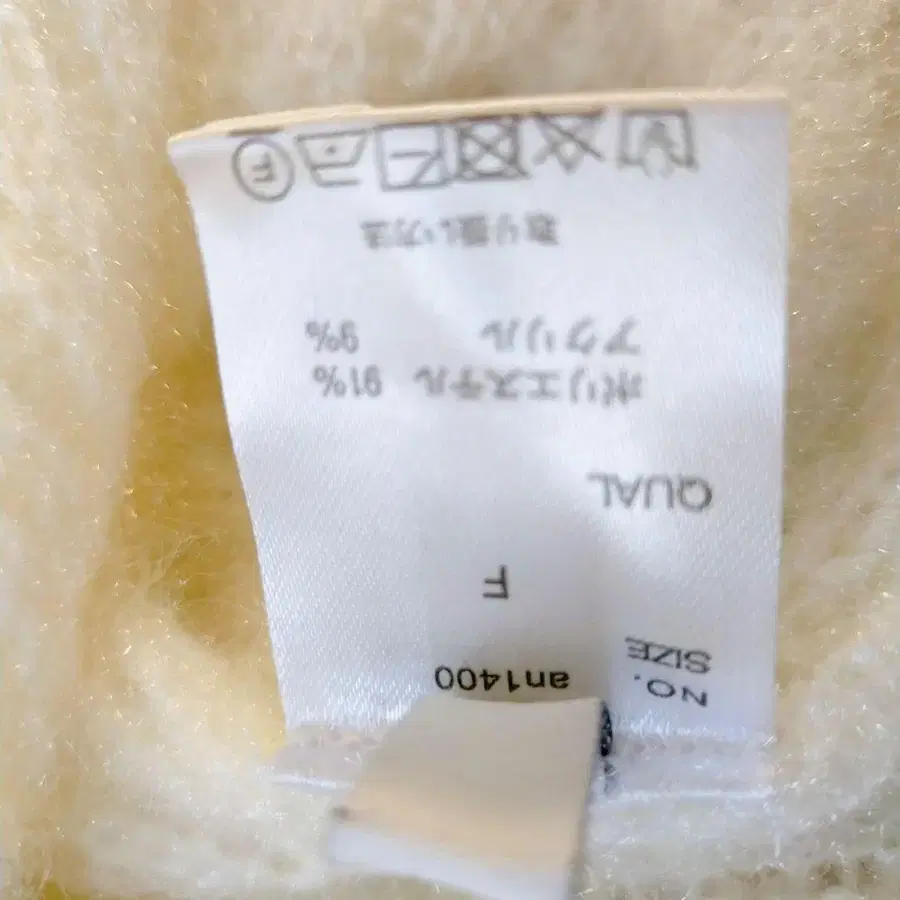 NO. an1400
SIZE
F
QUAL
ポリエステル 91%
アクリル 9%
取り扱い方法
F